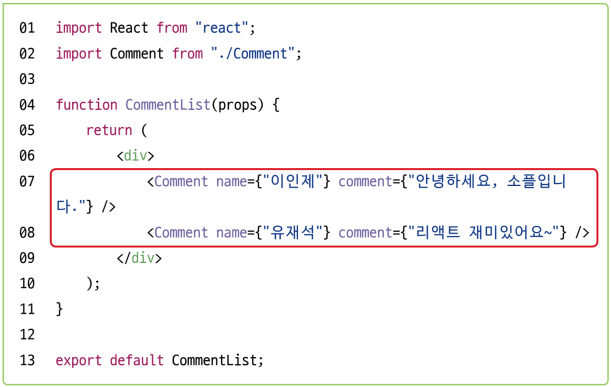 01 import React from "react";
02 import Comment from "./Comment";
03
04 function CommentList(props) {
05     return (
06         <div>
07             <Comment name={"이인제"} comment={"안녕하세요, 소플입니
다."} />
08             <Comment name={"유재석"} comment={"리액트 재미있어요~"} />
09         </div>
10     );
11 }
12
13 export default CommentList;